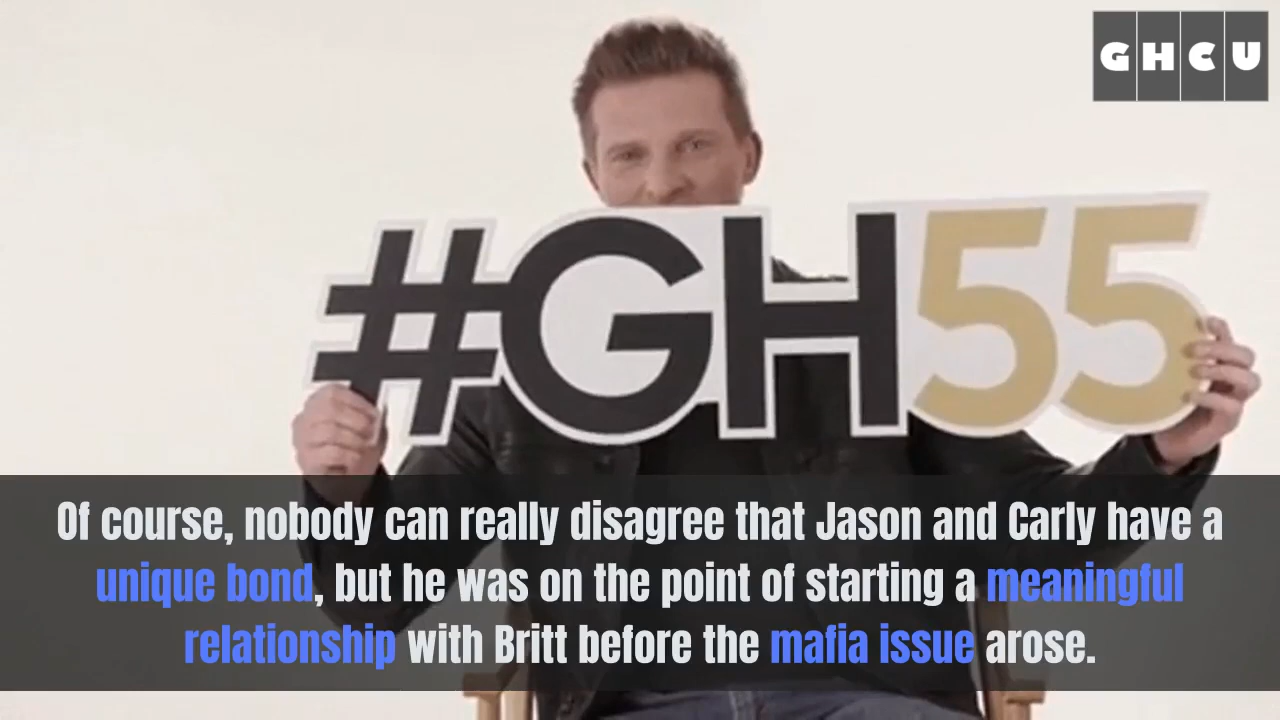 GHCU
#GH55
Of course, nobody can really disagree that Jason and Carly have a
unique bond, but he was on the point of starting a meaningful
relationship with Britt before the mafia issue arose.